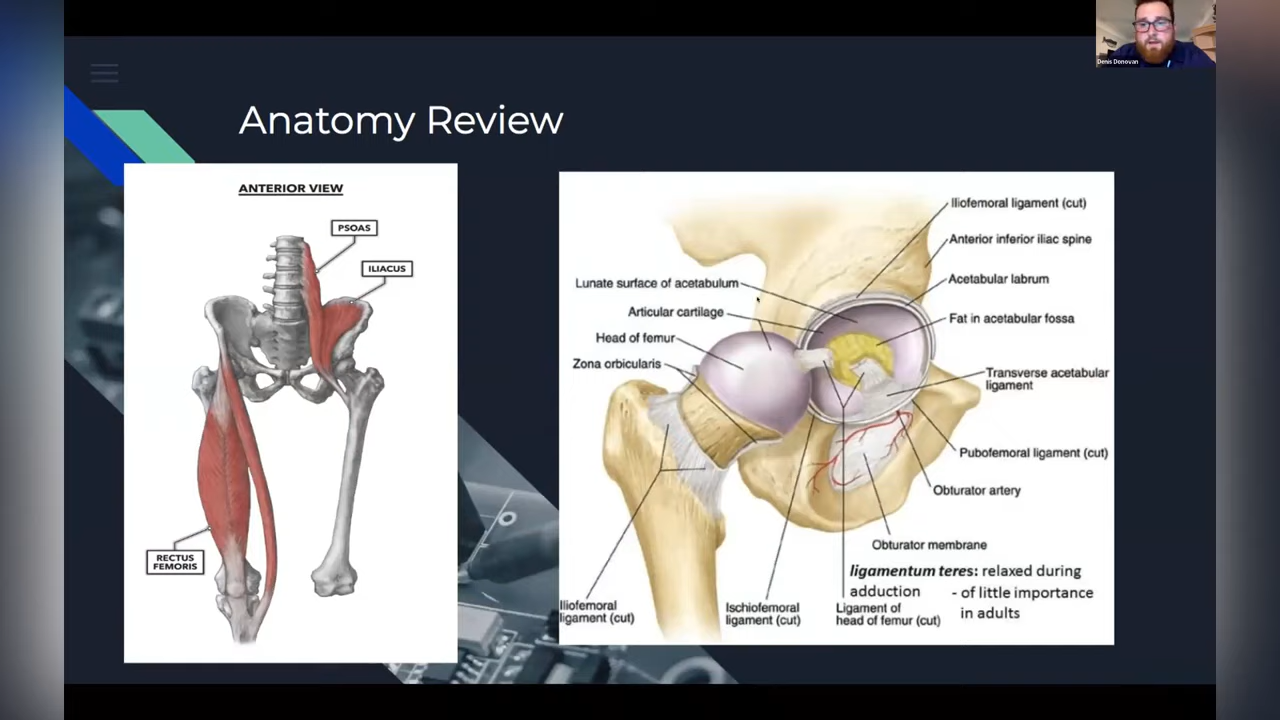 Denis Donovan
Anatomy Review
ANTERIOR VIEW
PSOAS
ILIACUS
RECTUS
FEMORIS
Iliofemoral ligament (cut)
Anterior inferior iliac spine
Lunate surface of acetabulum
Acetabular labrum
Articular cartilage
Fat in acetabular fossa
Head of femur
Zona orbicularis
Transverse acetabular
ligament
Pubofemoral ligament (cut)
Obturator artery
Obturator membrane
ligamentum teres: relaxed during
adduction - of little importance
in adults
Iliofemoral
ligament (cut)
Ischiofemoral
ligament (cut)
Ligament of
head of femur (cut)